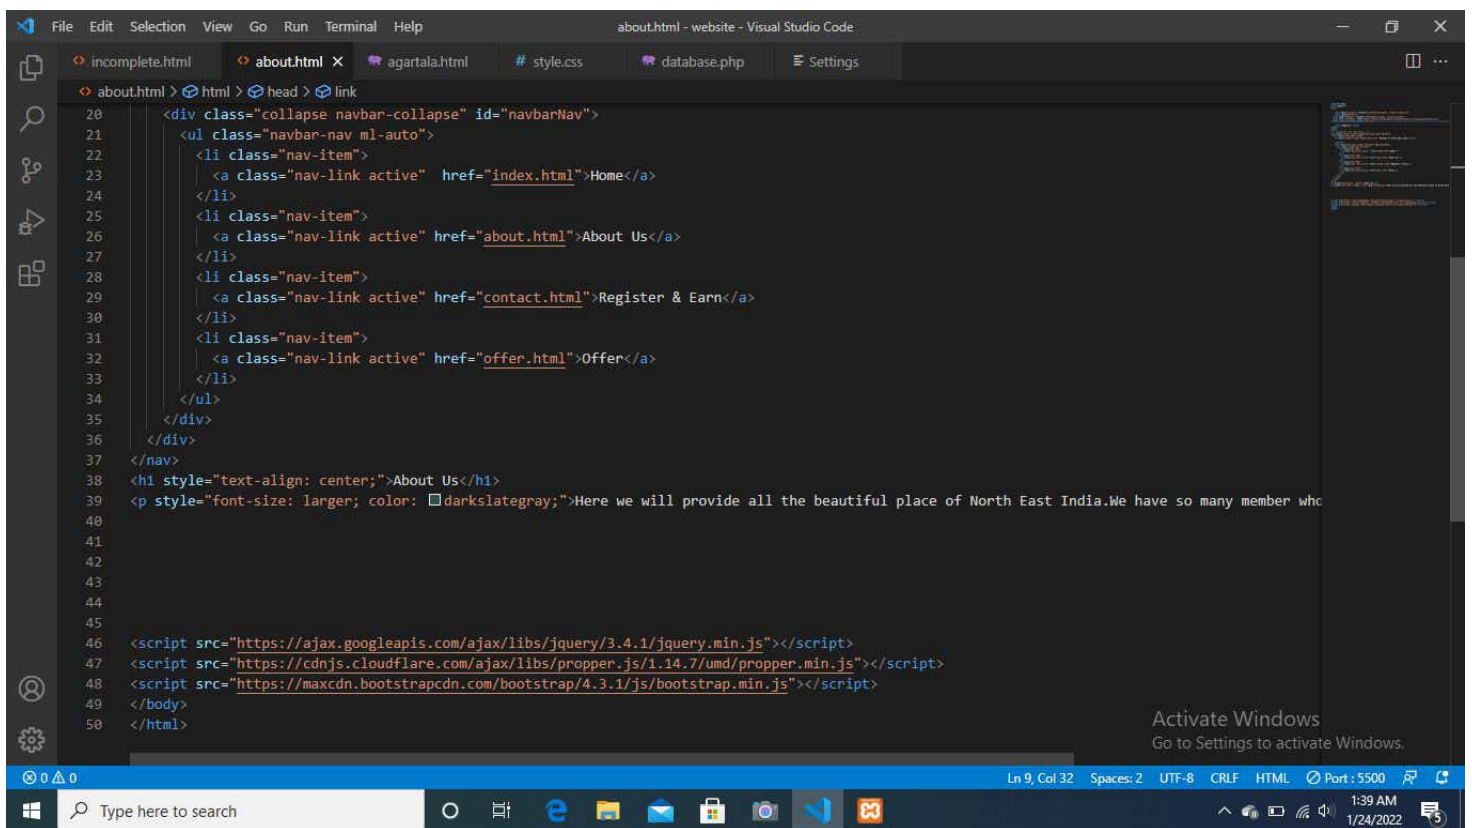 File Edit Selection View Go Run Terminal Help about.html - website - Visual Studio Code
incomplete.html about.html agartala.html # style.css database.php Settings
about.html > html > head > link
20 <div class="collapse navbar-collapse" id="navbarNav">
21 <ul class="navbar-nav ml-auto">
22 <li class="nav-item">
23 <a class="nav-link active"  href="index.html">Home</a>
24 </li>
25 <li class="nav-item">
26 <a class="nav-link active" href="about.html">About Us</a>
27 </li>
28 <li class="nav-item">
29 <a class="nav-link active" href="contact.html">Register & Earn</a>
30 </li>
31 <li class="nav-item">
32 <a class="nav-link active" href="offer.html">Offer</a>
33 </li>
34 </ul>
35 </div>
36 </div>
37 </nav>
38 <h1 style="text-align: center;">About Us</h1>
39 <p style="font-size: larger; color: darkslategray;">Here we will provide all the beautiful place of North East India.We have so many member who
40
41
42
43
44
45
46 <script src="https://ajax.googleapis.com/ajax/libs/jquery/3.4.1/jquery.min.js"></script>
47 <script src="https://cdnjs.cloudflare.com/ajax/libs/propper.js/1.14.7/umd/propper.min.js"></script>
48 <script src="https://maxcdn.bootstrapcdn.com/bootstrap/4.3.1/js/bootstrap.min.js"></script>
49 </body>
50 </html>
Activate Windows
Go to Settings to activate Windows.
0 0 Ln 9, Col 32 Spaces: 2 UTF-8 CRLF HTML Port : 5500
Type here to search
1:39 AM
1/24/2022
5